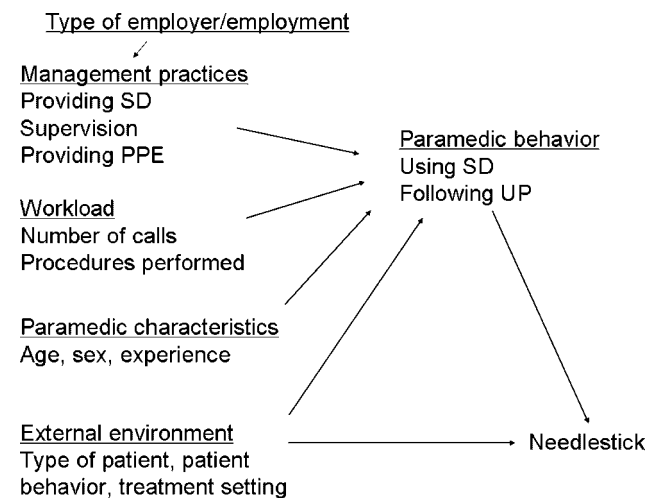 Type of employer/employment
Management practices
Providing SD
Supervision
Providing PPE
Paramedic behavior
Using SD
Following UP
Workload
Number of calls
Procedures performed
Paramedic characteristics
Age, sex, experience
External environment
Type of patient, patient
behavior, treatment setting
Needlestick